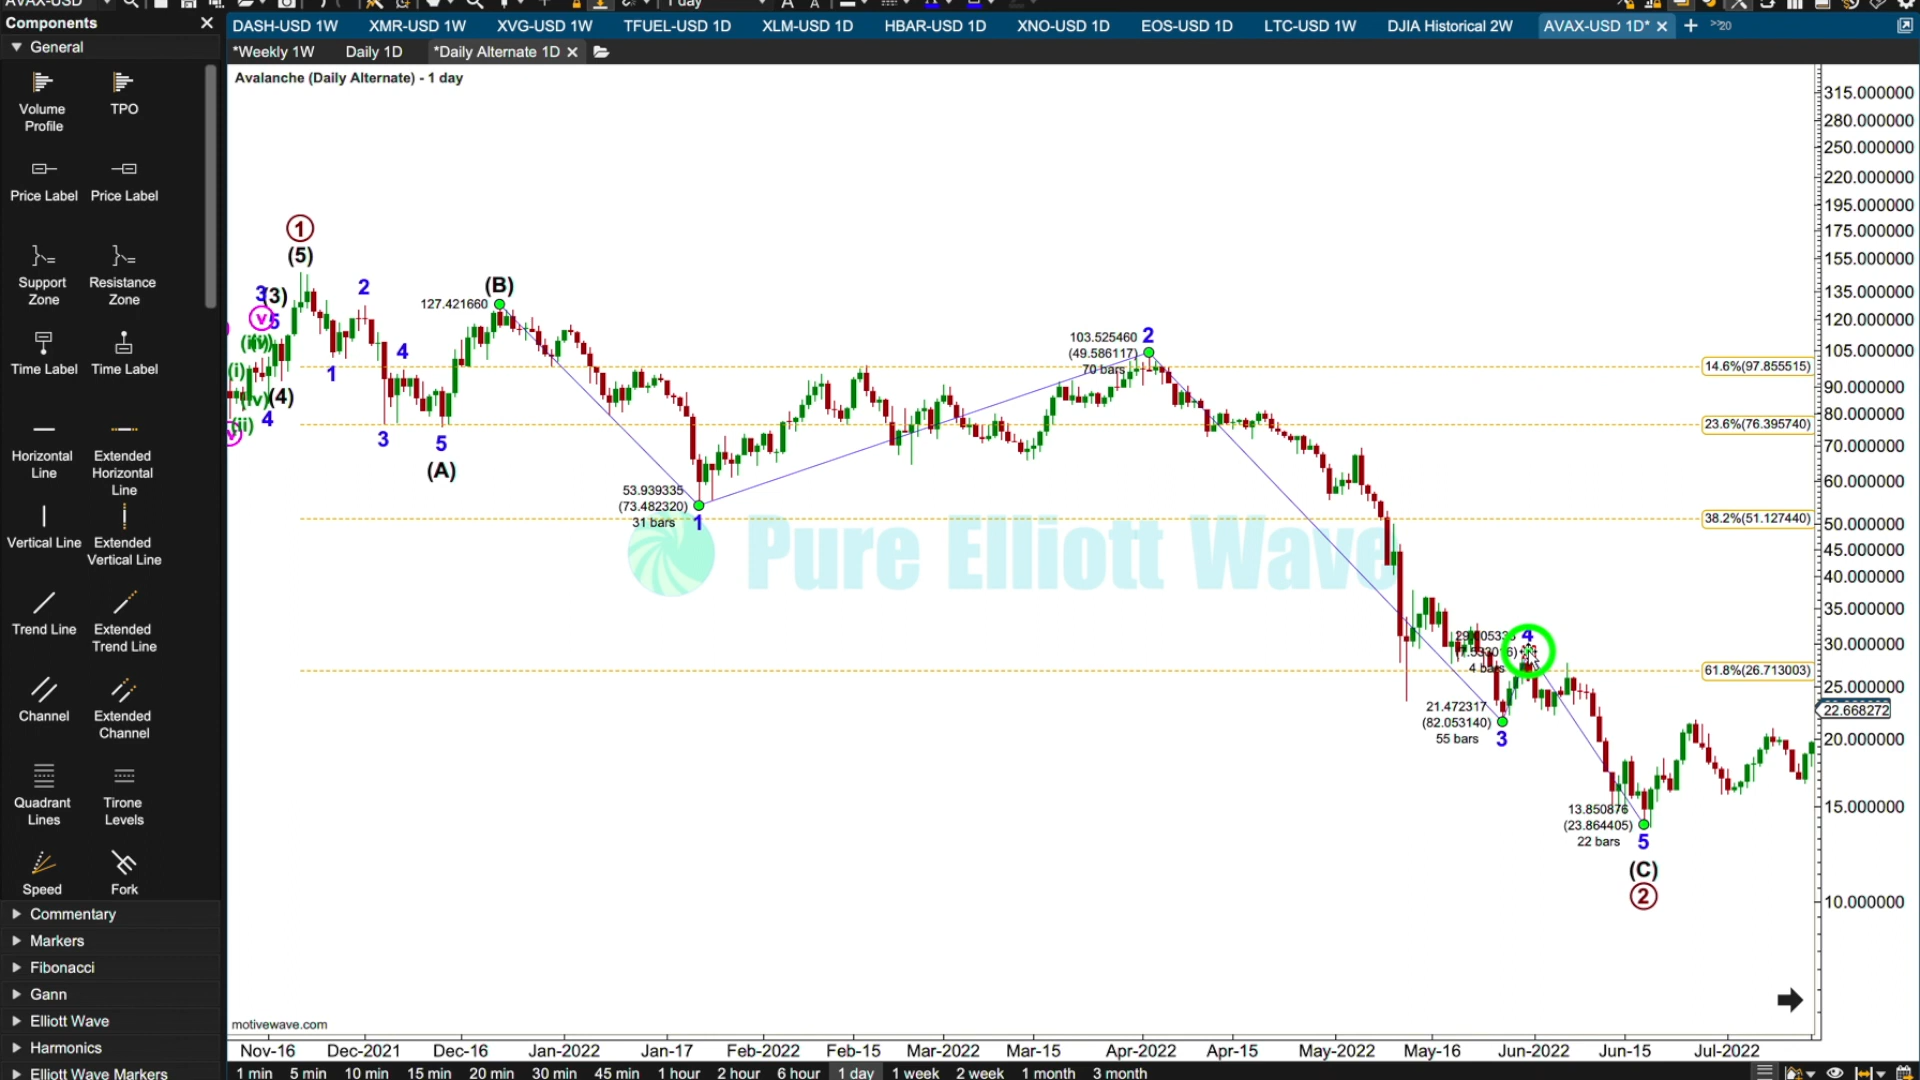 AVAX-USD
1 day
Components
General
Volume Profile
TPO
Price Label
Price Label
Support Zone
Resistance Zone
Time Label
Time Label
Horizontal Line
Extended Horizontal Line
Vertical Line
Extended Vertical Line
Trend Line
Extended Trend Line
Channel
Extended Channel
Quadrant Lines
Tirone Levels
Speed
Fork
Commentary
Markers
Fibonacci
Gann
Elliott Wave
Harmonics
Elliott Wave Markers
DASH-USD 1W XMR-USD 1W XVG-USD 1W TFUEL-USD 1D XLM-USD 1D HBAR-USD 1D XNO-USD 1D EOS-USD 1D LTC-USD 1W DJIA Historical 2W AVAX-USD 1D* 20
*Weekly 1W Daily 1D *Daily Alternate 1D
Avalanche (Daily Alternate) - 1 day
1
(5)
3
(3)
v
5
(i)
(4)
4
(ii)
2
1
4
3
5
(A)
(B)
127.421660
53.939335
(73.482320)
31 bars
1
103.525460
2
(49.586117)
70 bars
4
4 bars
21.472317
(82.053140)
55 bars
3
13.850876
(23.864405)
22 bars
5
(C)
2
Pure Elliott Wave
14.6%(97.855515)
23.6%(76.395740)
38.2%(51.127440)
61.8%(26.713003)
315.000000
280.000000
250.000000
220.000000
195.000000
175.000000
155.000000
135.000000
120.000000
105.000000
90.000000
80.000000
70.000000
60.000000
50.000000
45.000000
40.000000
35.000000
30.000000
25.000000
22.668272
20.000000
15.000000
10.000000
motivewave.com
Nov-16 Dec-2021 Dec-16 Jan-2022 Jan-17 Feb-2022 Feb-15 Mar-2022 Mar-15 Apr-2022 Apr-15 May-2022 May-16 Jun-2022 Jun-15 Jul-2022
1 min 5 min 10 min 15 min 20 min 30 min 45 min 1 hour 2 hour 6 hour 1 day 1 week 2 week 1 month 3 month